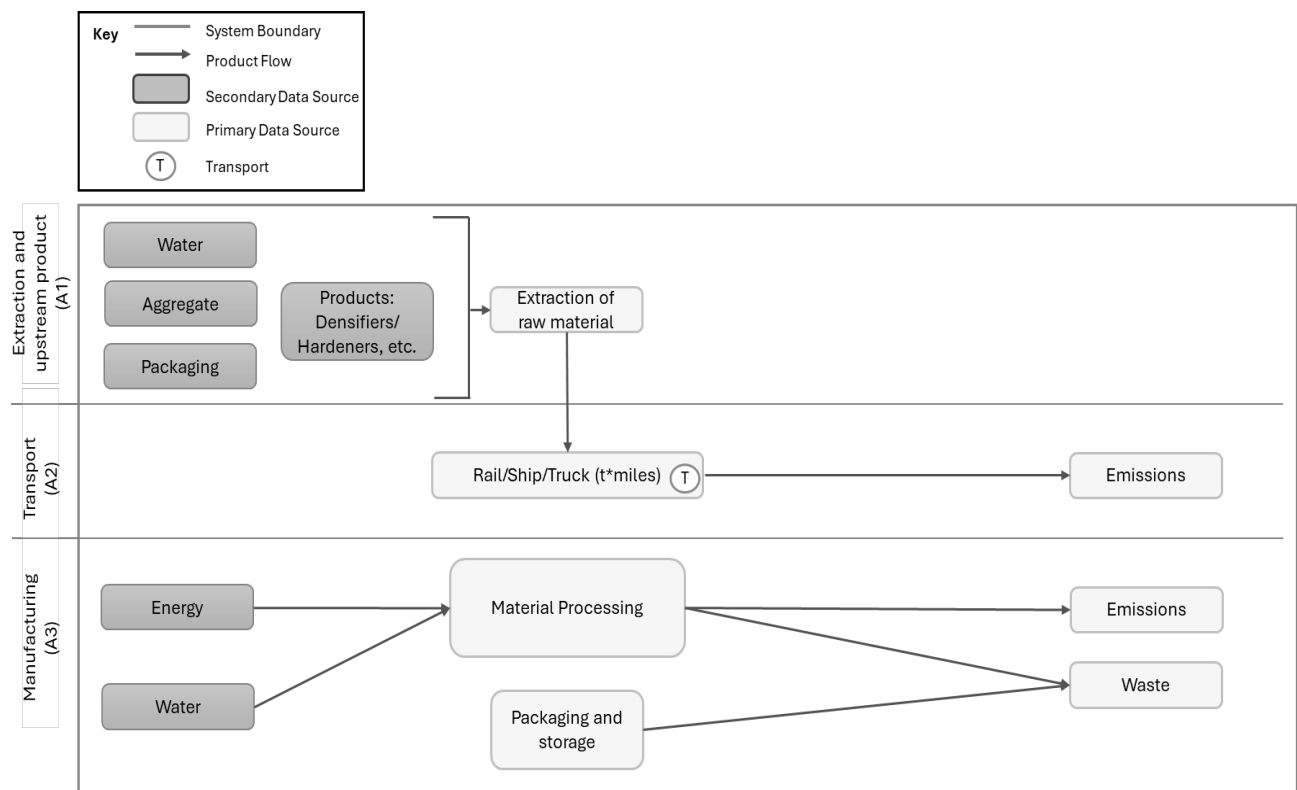 Key
System Boundary
Product Flow
Secondary Data Source
Primary Data Source
T
Transport
Extraction and
upstream product
(A1)
Water
Aggregate
Packaging
Products:
Densifiers/
Hardeners, etc.
Extraction of
raw material
Transport
(A2)
Rail/Ship/Truck (t*miles)
T
Emissions
Manufacturing
(A3)
Energy
Water
Material Processing
Packaging and
storage
Emissions
Waste